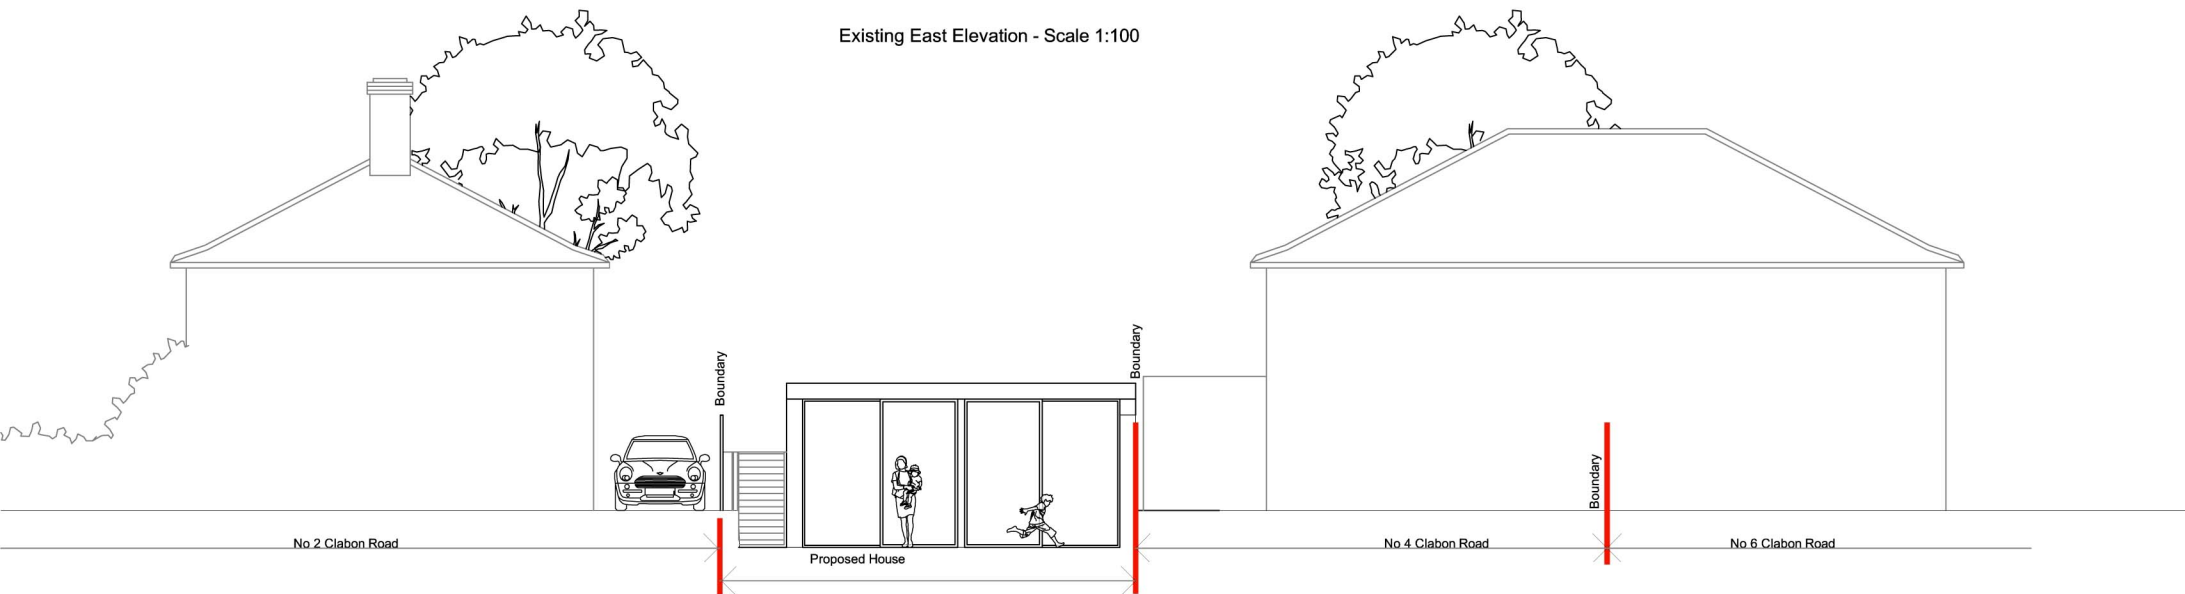 Existing East Elevation - Scale 1:100
Boundary
Boundary
Boundary
No 2 Clabon Road
Proposed House
No 4 Clabon Road
No 6 Clabon Road